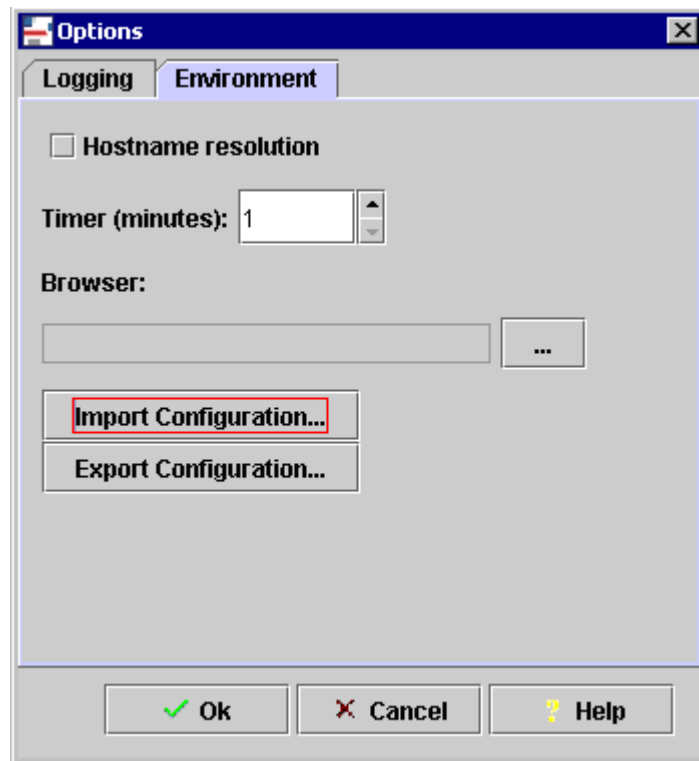 Options
Logging Environment
Hostname resolution
Timer (minutes): 1
Browser:
...
Import Configuration...
Export Configuration...
Ok Cancel ? Help